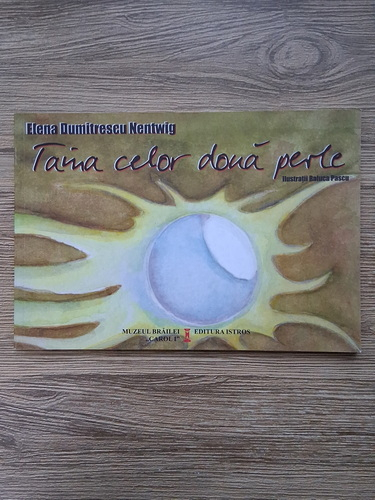 Elena Dumitrescu Nentwig
Taina celor două perle
Ilustrații Raluca Pascu
MUZEUL BRĂILEI EDITURA ISTROS
„CAROL I"